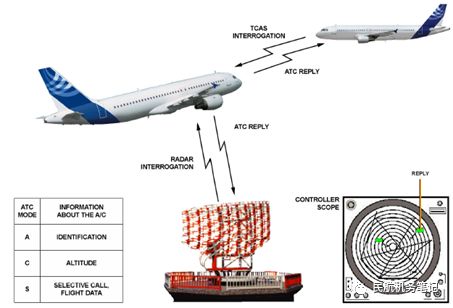 TCAS
INTERROGATION
ATC REPLY
ATC REPLY
RADAR
INTERROGATION
REPLY
CONTROLLER
SCOPE
ATC
MODE
INFORMATION
ABOUT THE A/C
A
IDENTIFICATION
C
ALTITUDE
S
SELECTIVE CALL,
FLIGHT DATA
民航机务笔记